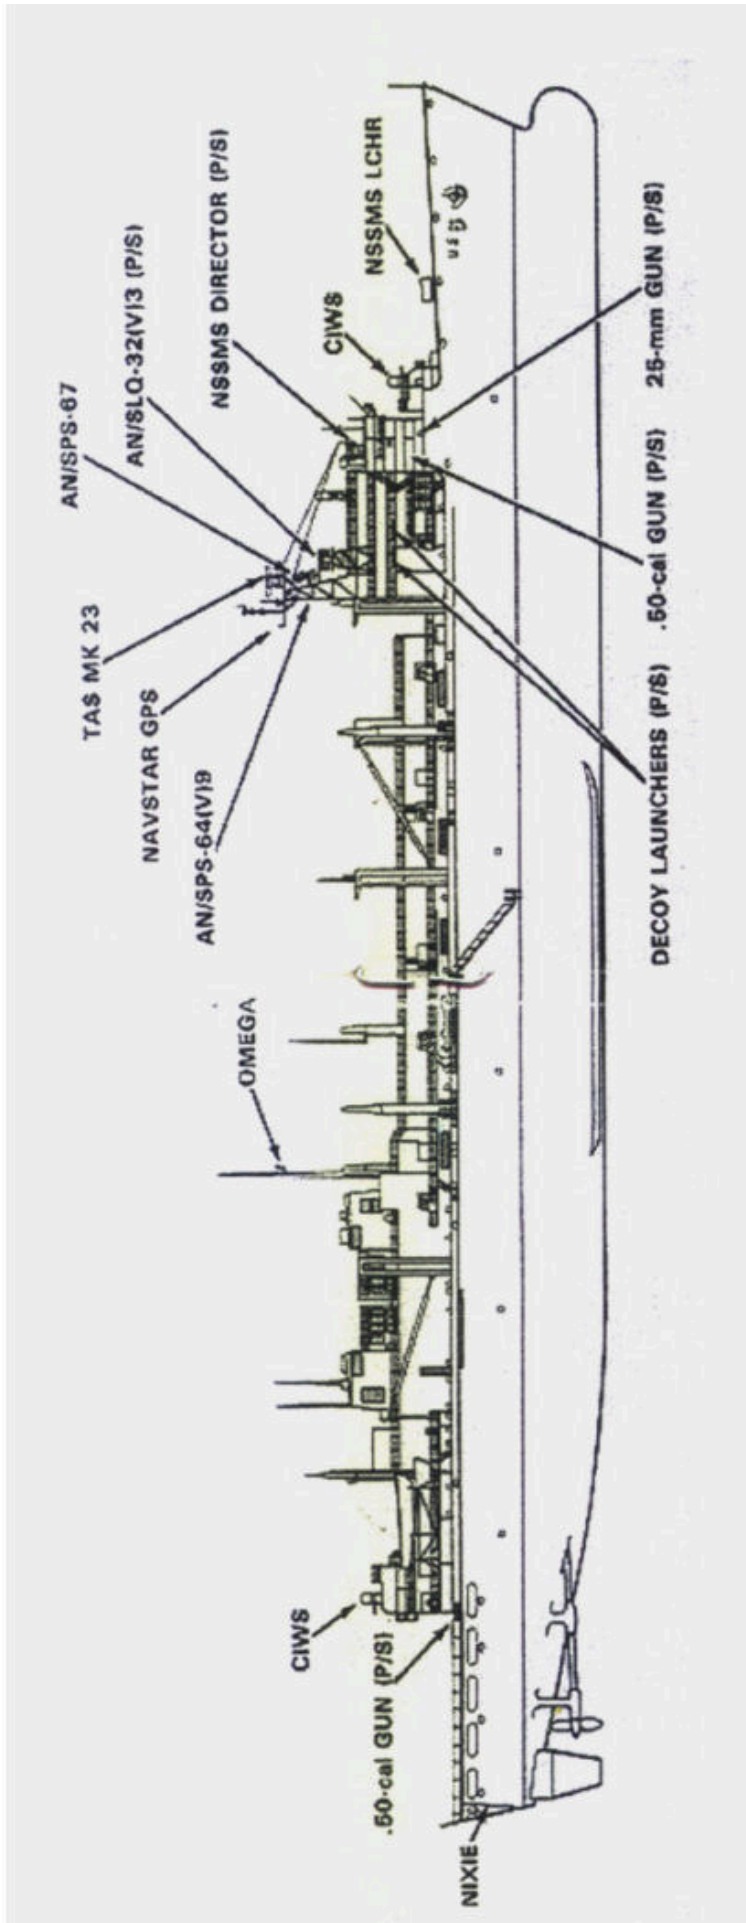 TAS MK 23
AN/SPS-67
NAVSTAR GPS
AN/SLQ-32(V)3 (P/S)
AN/SPS-64(V)9
NSSMS DIRECTOR (P/S)
OMEGA
CIWS
NSSMS LCHR
CIWS
.50-cal GUN (P/S)
NIXIE
DECOY LAUNCHERS (P/S)
.50-cal GUN (P/S)
25-mm GUN (P/S)